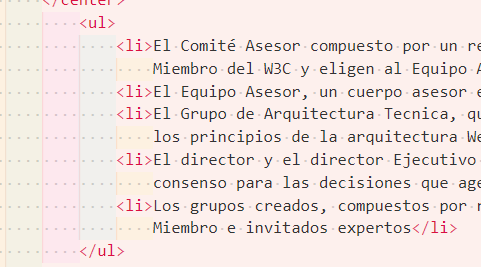 </center>
<ul>
<li>El Comité Asesor compuesto por un re
Miembro del W3C y eligen al Equipo A
<li>El Equipo Asesor, un cuerpo asesor e
<li>El Grupo de Arquitectura Tecnica, qu
los principios de la arquitectura We
<li>El director y el director Ejecutivo
consenso para las decisiones que age
<li>Los grupos creados, compuestos por r
Miembro e invitados expertos</li>
</ul>